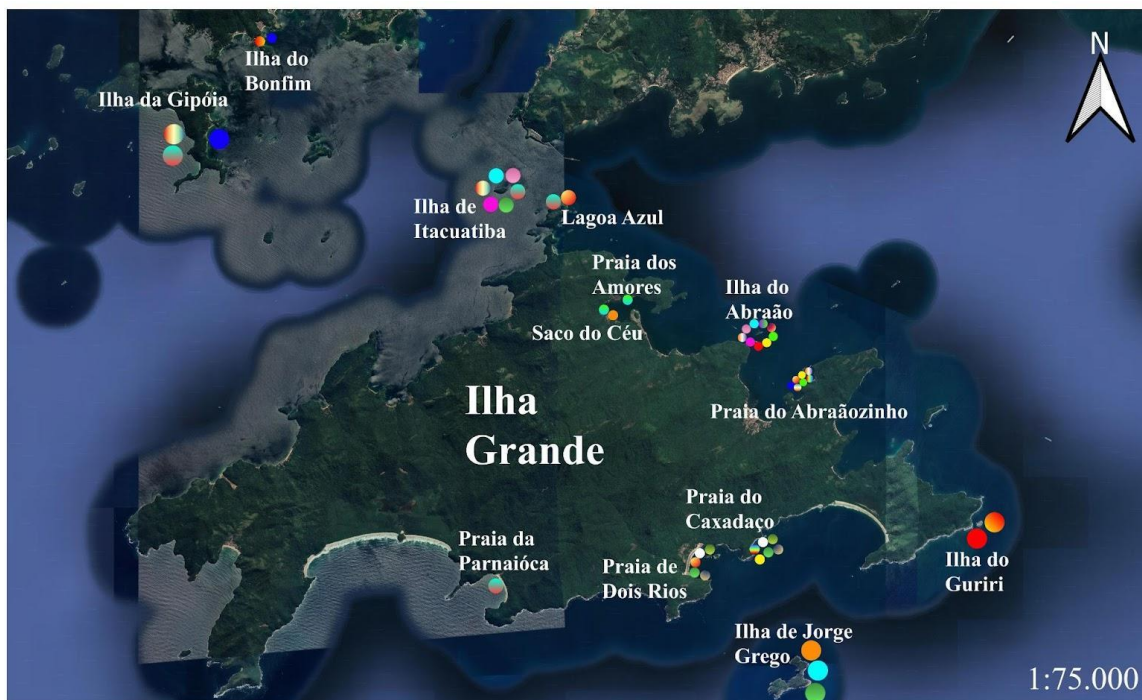 N
Ilha do
Bonfim
Ilha da Gipóia
Ilha de
Itacuatiba
Lagoa Azul
Praia dos
Amores
Saco do Céu
Ilha do
Abraão
Praia do Abraãozinho
Ilha
Grande
Praia do
Caxadaço
Praia da
Parnaióca
Praia de
Dois Rios
Ilha do
Guriri
Ilha de Jorge
Grego
1:75.000